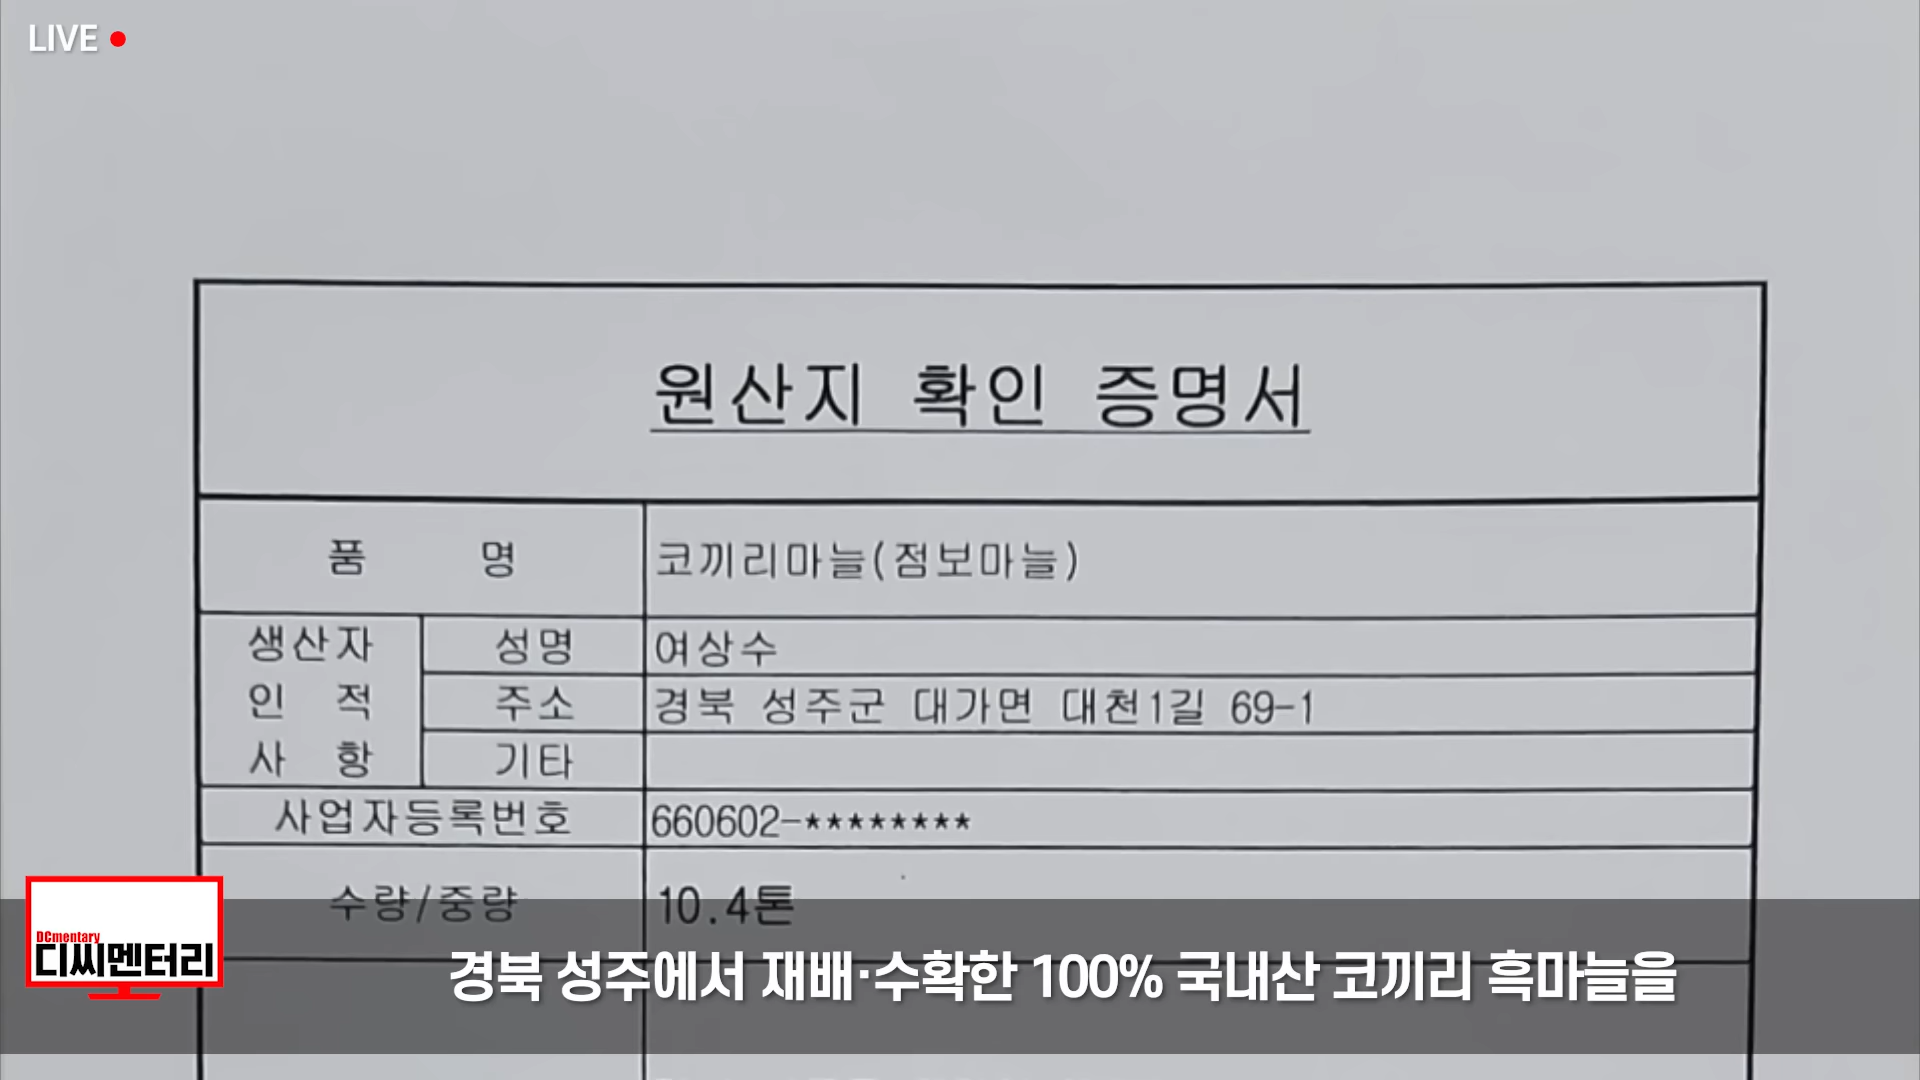 LIVE
원산지 확인 증명서
품 명 코끼리마늘(점보마늘)
생산자 인 적 사 항
성명 여상수
주소 경북 성주군 대가면 대천1길 69-1
기타
사업자등록번호 660602-********
수량/중량 10.4톤
DCmentary
디씨멘터리
경북 성주에서 재배·수확한 100% 국내산 코끼리 흑마늘을